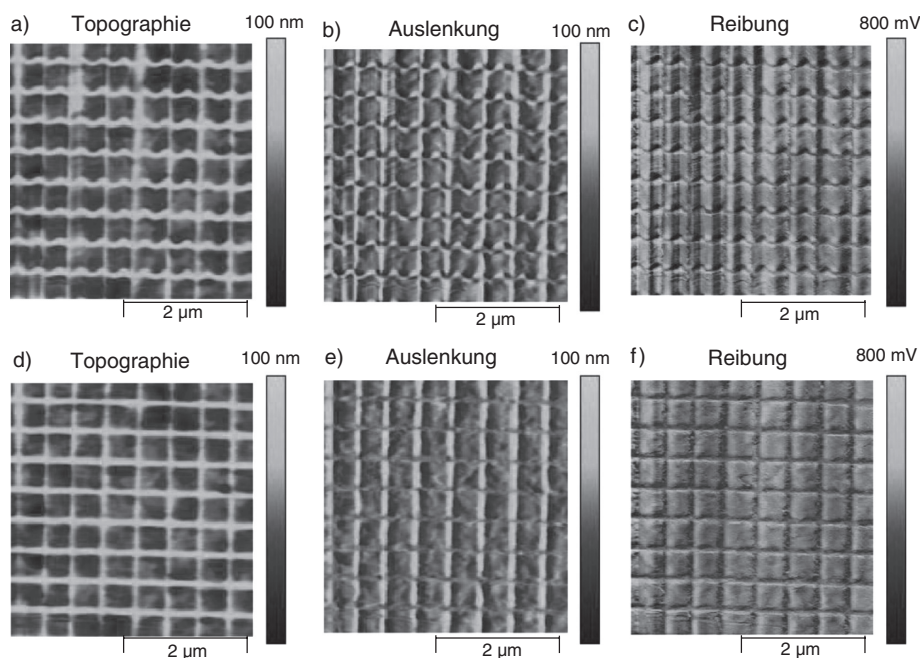 a) Topographie 100 nm
b) Auslenkung 100 nm
c) Reibung 800 mV
2 µm
2 µm
2 µm
d) Topographie 100 nm
e) Auslenkung 100 nm
f) Reibung 800 mV
2 µm
2 µm
2 µm